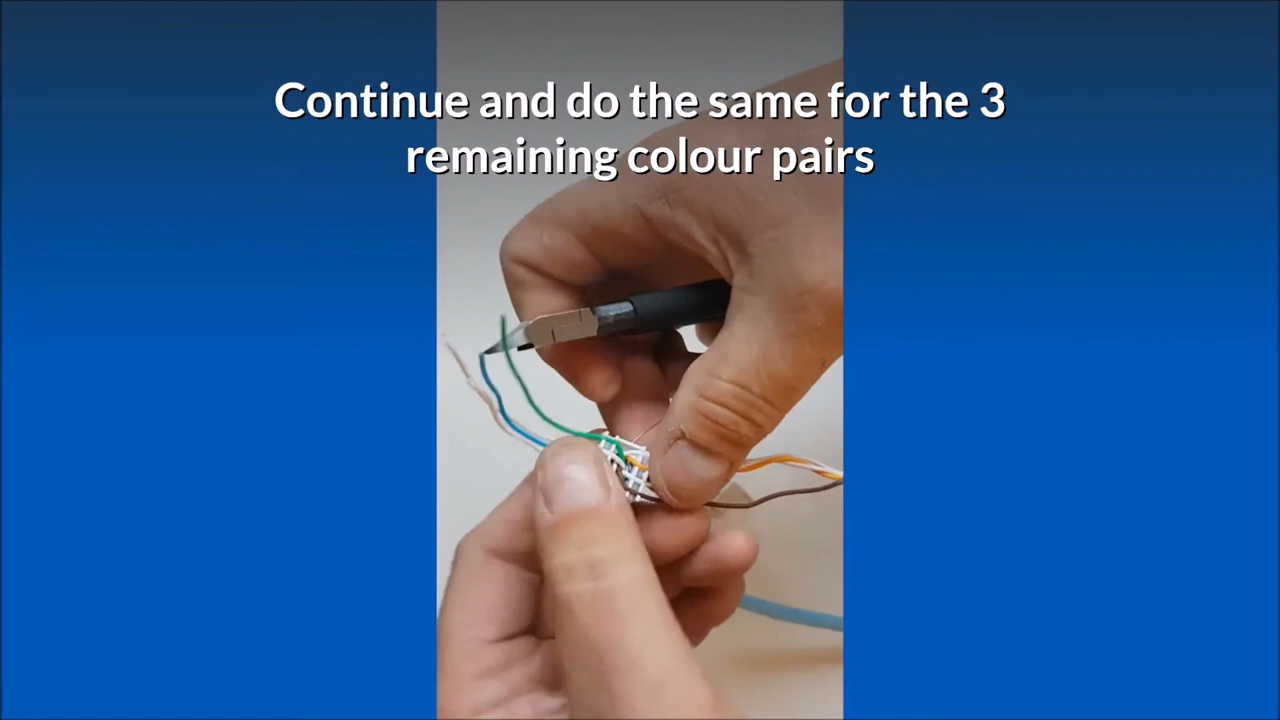 Continue and do the same for the 3
remaining colour pairs